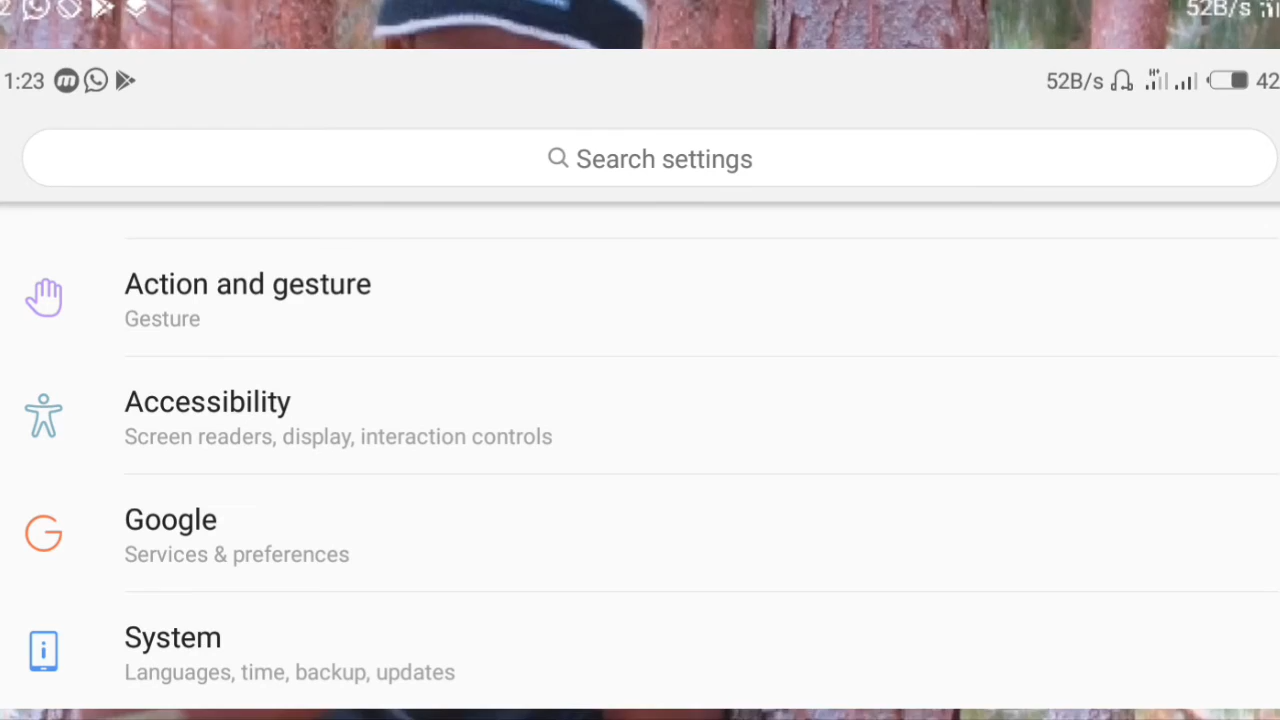 2
52B/s
1:23
52B/s H+ 42
Search settings
Action and gesture
Gesture
Accessibility
Screen readers, display, interaction controls
Google
Services & preferences
System
Languages, time, backup, updates